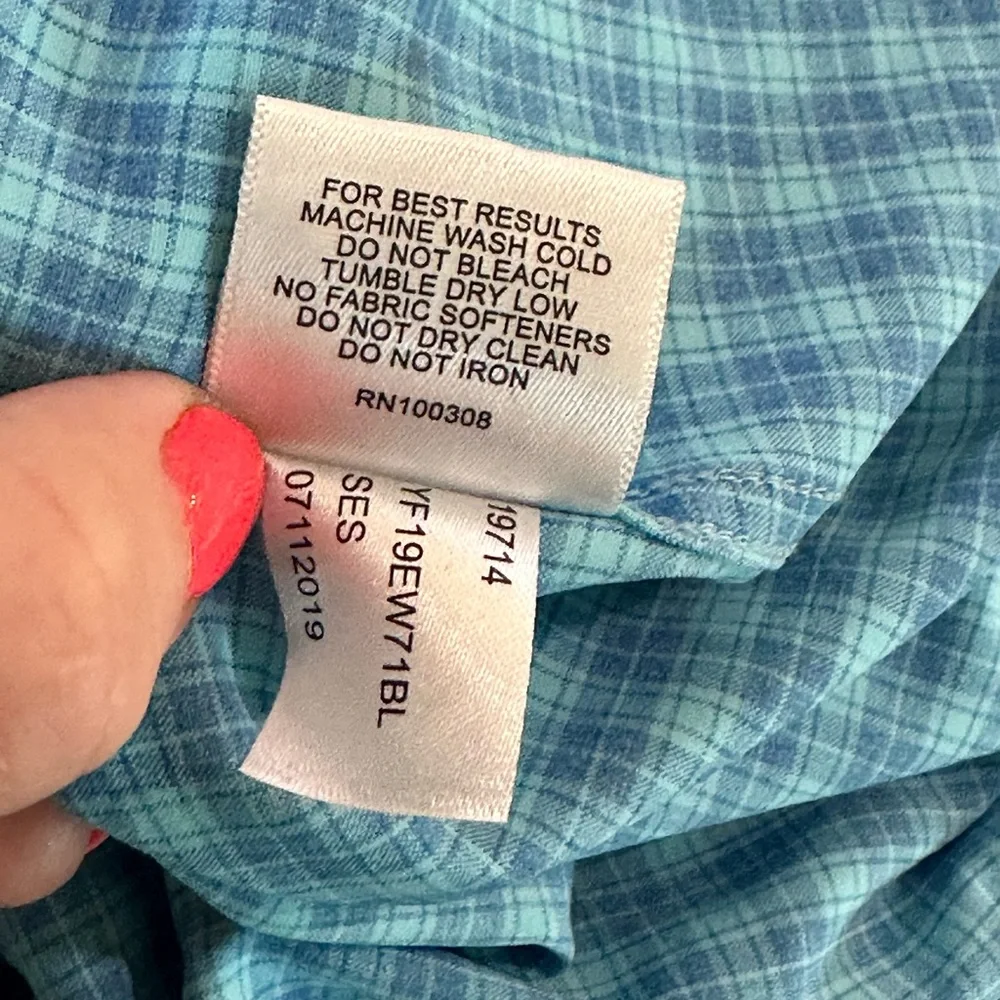 FOR BEST RESULTS
MACHINE WASH COLD
DO NOT BLEACH
TUMBLE DRY LOW
NO FABRIC SOFTENERS
DO NOT DRY CLEAN
DO NOT IRON
RN100308
19714
YF19EW71BL
SES
07112019